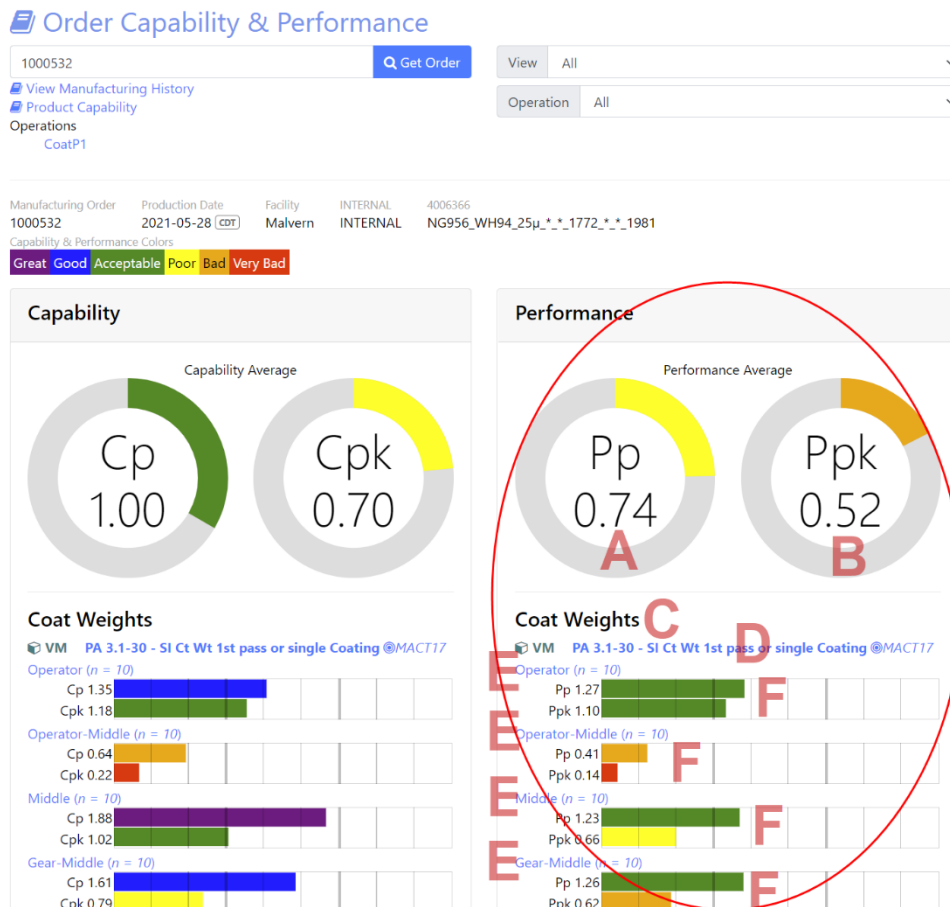 Order Capability & Performance
1000532
Get Order
View All
View Manufacturing History
Product Capability
Operation All
Operations
CoatP1
Manufacturing Order Production Date Facility INTERNAL 4006366
1000532 2021-05-28 CDT Malvern INTERNAL NG956_WH94_25µ_*_*_1772_*_*_1981
Capability & Performance Colors
Great Good Acceptable Poor Bad Very Bad
Capability
Capability Average
Cp
1.00
Cpk
0.70
Coat Weights
VM PA 3.1-30 - SI Ct Wt 1st pass or single Coating MACT17
Operator (n = 10)
Cp 1.35
Cpk 1.18
Operator-Middle (n = 10)
Cp 0.64
Cpk 0.22
Middle (n = 10)
Cp 1.88
Cpk 1.02
Gear-Middle (n = 10)
Cp 1.61
Cpk 0.79
Performance
Performance Average
Pp
0.74
A
Ppk
0.52
B
Coat Weights C
D
VM PA 3.1-30 - SI Ct Wt 1st pass or single Coating MACT17
E Operator (n = 10)
Pp 1.27 F
Ppk 1.10
E Operator-Middle (n = 10)
Pp 0.41 F
Ppk 0.14
E Middle (n = 10)
Pp 1.23 F
Ppk 0.66
E Gear-Middle (n = 10)
Pp 1.26 F
Ppk 0.62